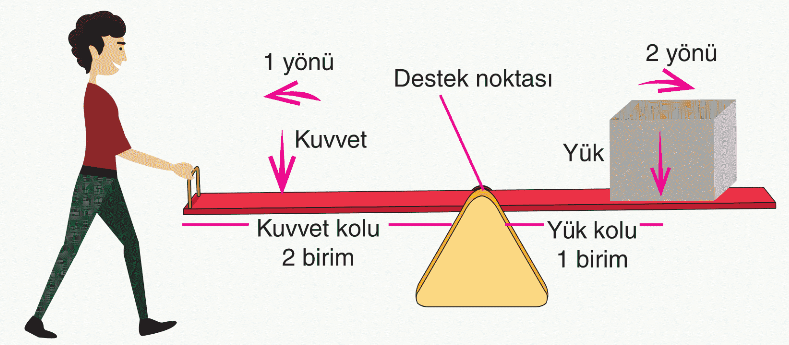 1 yönü
2 yönü
Destek noktası
Kuvvet
Yük
Kuvvet kolu
2 birim
Yük kolu
1 birim